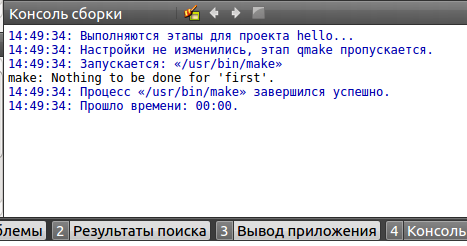 Консоль сборки
14:49:34: Выполняются этапы для проекта hello...
14:49:34: Настройки не изменились, этап qmake пропускается.
14:49:34: Запускается: «/usr/bin/make»
make: Nothing to be done for 'first'.
14:49:34: Процесс «/usr/bin/make» завершился успешно.
14:49:34: Прошло времени: 00:00.
блемы 2 Результаты поиска 3 Вывод приложения 4 Консоль